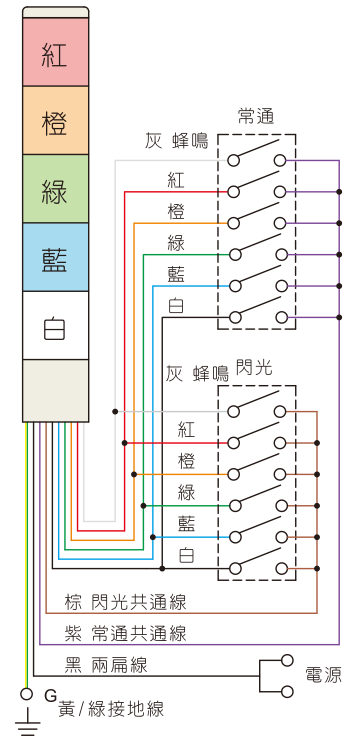 紅
橙
綠
藍
白
常通
灰 蜂鳴
紅
橙
綠
藍
白
灰 蜂鳴
閃光
紅
橙
綠
藍
白
棕 閃光共通線
紫 常通共通線
黑 兩扁線
電源
G
黃/綠接地線